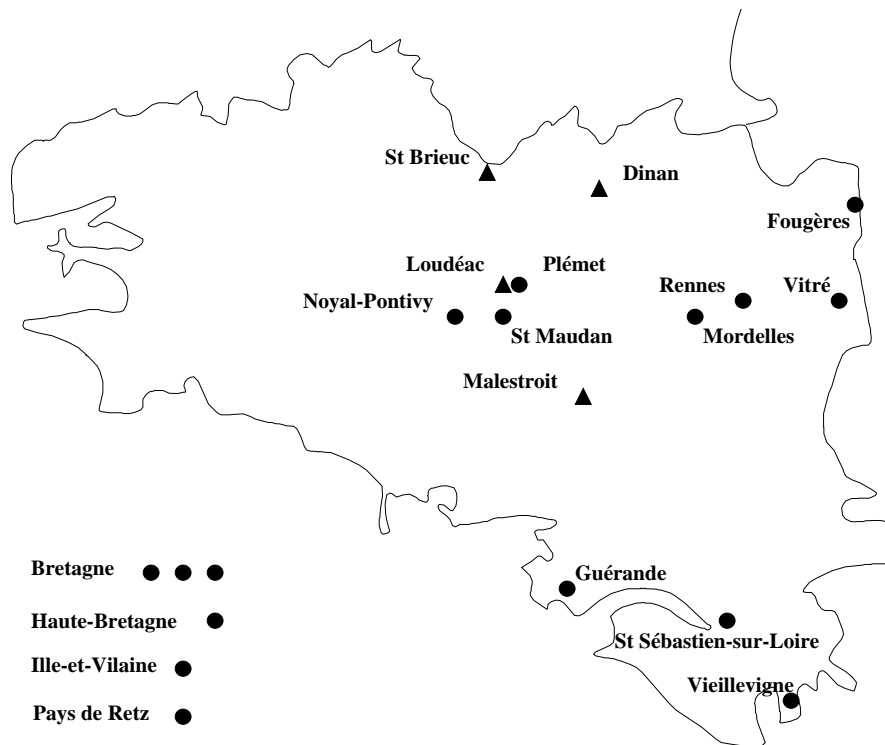 St Brieuc
Dinan
Fougères
Loudéac
Plémet
Noyal-Pontivy
Rennes
Vitré
St Maudan
Mordelles
Malestroit
Bretagne
Guérande
Haute-Bretagne
St Sébastien-sur-Loire
Ille-et-Vilaine
Vieillevigne
Pays de Retz